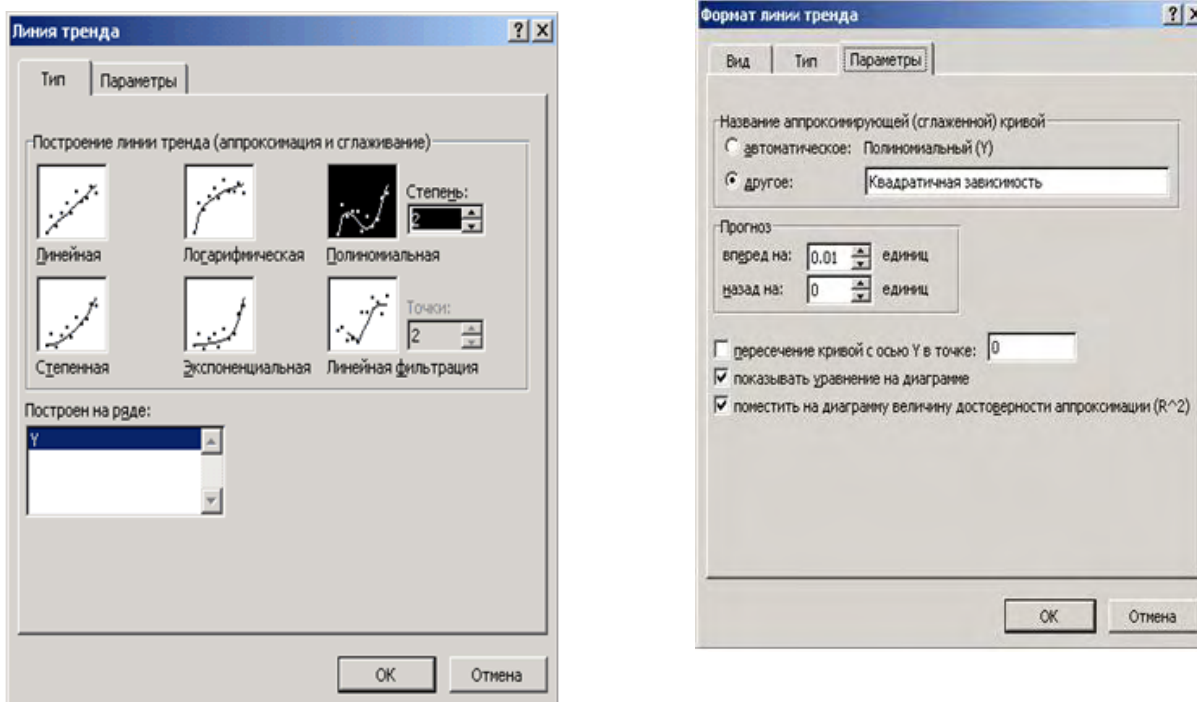 Линия тренда
Тип Параметры
Построение линии тренда (аппроксимация и сглаживание)
Степень:
2
Линейная Логарифмическая Полиномиальная
Точки:
2
Степенная Экспоненциальная Линейная фильтрация
Построен на ряде:
Y
ОК Отмена
Формат линии тренда
Вид Тип Параметры
Название аппроксимирующей (сглаженной) кривой
автоматическое: Полиномиальный (Y)
другое: Квадратичная зависимость
Прогноз
вперед на: 0.01 единиц
назад на: 0 единиц
пересечение кривой с осью Y в точке: 0
показывать уравнение на диаграмме
поместить на диаграмму величину достоверности аппроксимации (R^2)
ОК Отмена